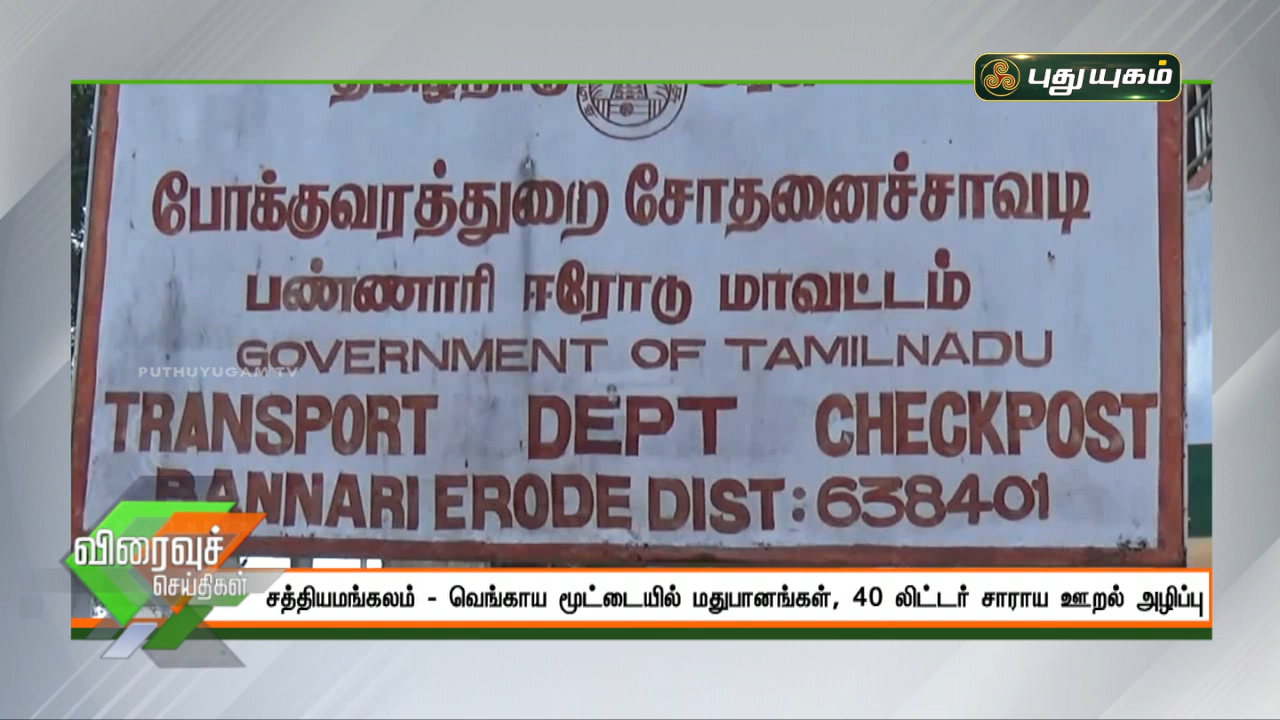 புதுயுகம்
போக்குவரத்துறை சோதனைச்சாவடி
பண்ணாரி ஈரோடு மாவட்டம்
GOVERNMENT OF TAMILNADU
PUTHUYUGAM TV
TRANSPORT DEPT CHECKPOST
BANNARI ERODE DIST : 638401
விரைவுச்
செய்திகள்
சத்தியமங்கலம் - வெங்காய மூட்டையில் மதுபானங்கள், 40 லிட்டர் சாராய ஊறல் அழிப்பு